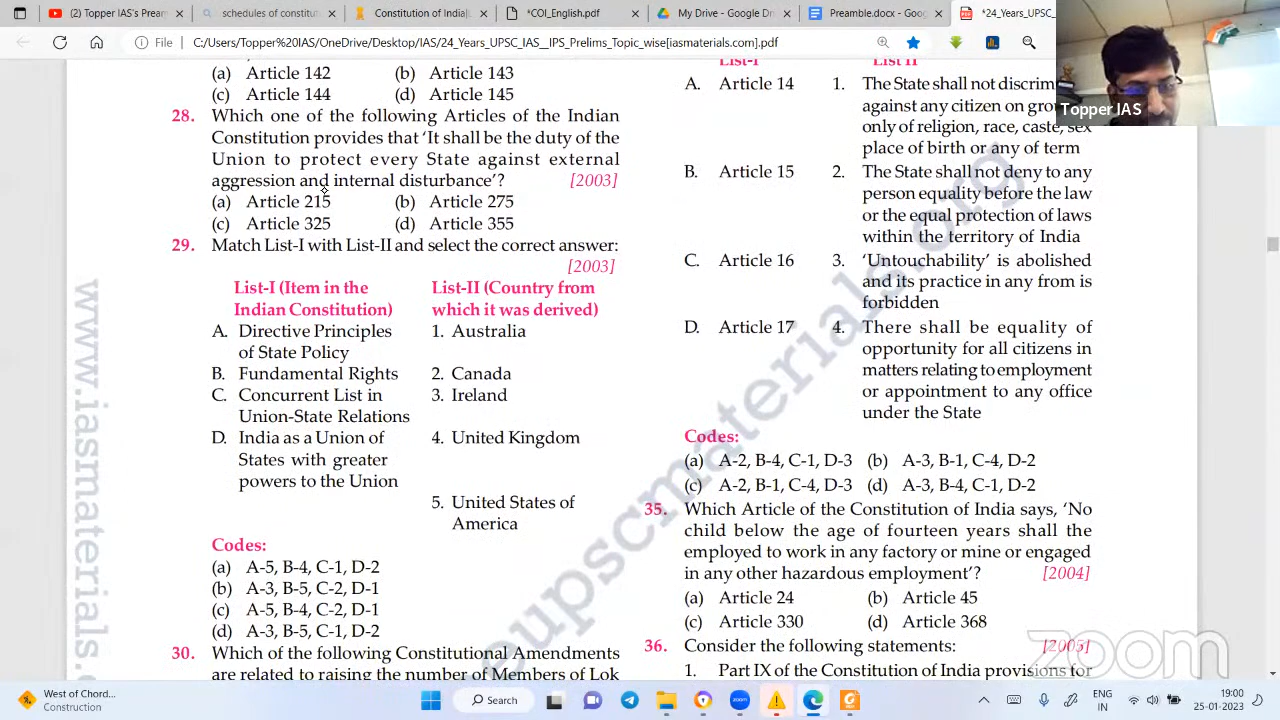 *24_Years_UPSC_IAS
schedules of constituti
Constitution of India|
*COI_English.pdf
My Drive - Google Dri
Preamble.docx - Goog
File
C:/Users/Topper%20IAS/OneDrive/Desktop/IAS/24_Years_UPSC_IAS__IPS_Prelims_Topic_wise[iasmaterials.com].pdf
Topper IAS
(a) Article 142 (b) Article 143
(c) Article 144 (d) Article 145
28. Which one of the following Articles of the Indian
Constitution provides that 'It shall be the duty of the
Union to protect every State against external
aggression and internal disturbance'? [2003]
(a) Article 215 (b) Article 275
(c) Article 325 (d) Article 355
29. Match List-I with List-II and select the correct answer:
[2003]
List-I (Item in the List-II (Country from
Indian Constitution) which it was derived)
A. Directive Principles 1. Australia
of State Policy
B. Fundamental Rights 2. Canada
C. Concurrent List in 3. Ireland
Union-State Relations
D. India as a Union of 4. United Kingdom
States with greater
powers to the Union
5. United States of
America
Codes:
(a) A-5, B-4, C-1, D-2
(b) A-3, B-5, C-2, D-1
(c) A-5, B-4, C-2, D-1
(d) A-3, B-5, C-1, D-2
30. Which of the following Constitutional Amendments
are related to raising the number of Members of Lok
List-I List II
A. Article 14 1. The State shall not discrim
against any citizen on gro
only of religion, race, caste, sex
place of birth or any of term
B. Article 15 2. The State shall not deny to any
person equality before the law
or the equal protection of laws
within the territory of India
C. Article 16 3. 'Untouchability' is abolished
and its practice in any from is
forbidden
D. Article 17 4. There shall be equality of
opportunity for all citizens in
matters relating to employment
or appointment to any office
under the State
Codes:
(a) A-2, B-4, C-1, D-3 (b) A-3, B-1, C-4, D-2
(c) A-2, B-1, C-4, D-3 (d) A-3, B-4, C-1, D-2
35. Which Article of the Constitution of India says, 'No
child below the age of fourteen years shall the
employed to work in any factory or mine or engaged
in any other hazardous employment'? [2004]
(a) Article 24 (b) Article 45
(c) Article 330 (d) Article 368
36. Consider the following statements: [2005]
1. Part IX of the Constitution of India provisions for
www.iasmaterials.
eupscmaterials.org
zoom
West of Chord...
Construction
Search
zoom
ENG
IN
19:00
25-01-2023